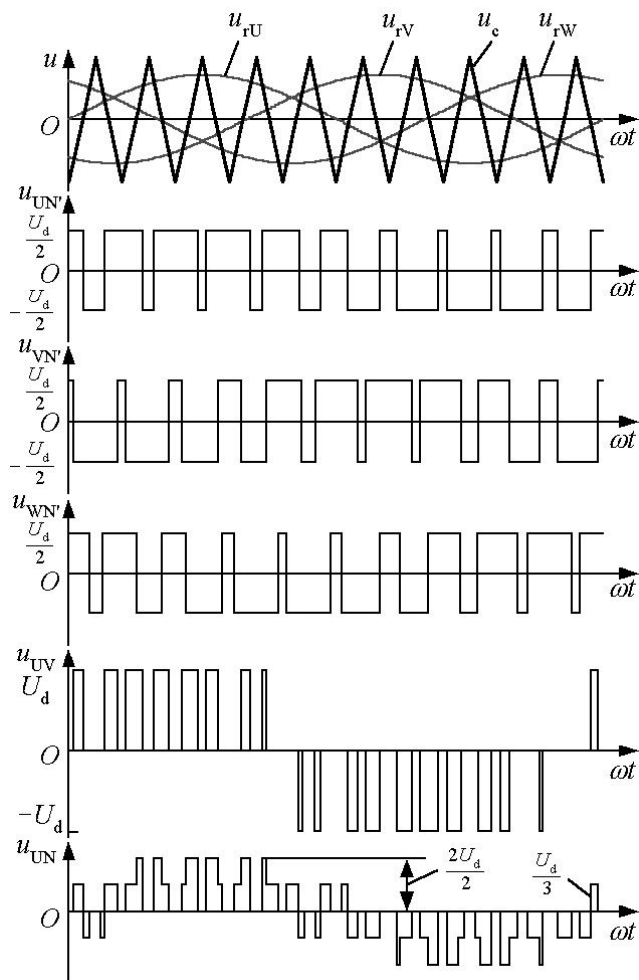 u_rU u_rV u_c u_rW
u
O ωt
u_UN'
U_d/2
O ωt
-U_d/2
u_VN'
U_d/2
O ωt
-U_d/2
u_WN'
U_d/2
O ωt
u_UV
U_d
O ωt
-U_d
u_UN
2U_d/2 U_d/3
O ωt